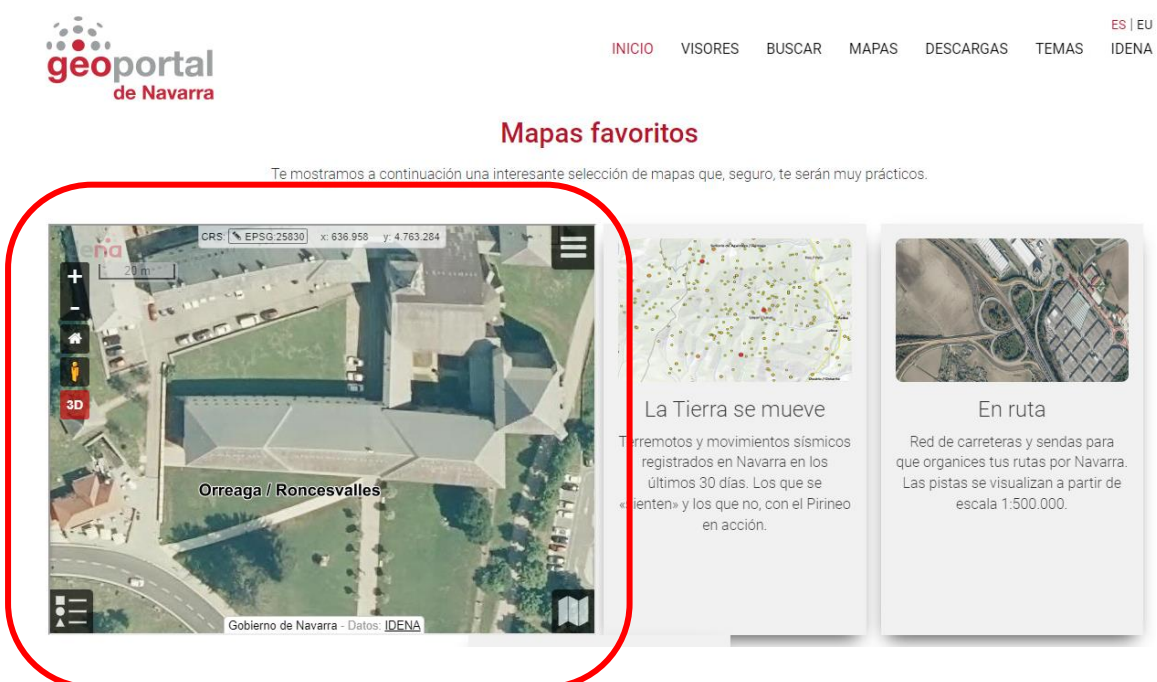 geoportal
de Navarra
ES | EU
INICIO VISORES BUSCAR MAPAS DESCARGAS TEMAS IDENA
Mapas favoritos
Te mostramos a continuación una interesante selección de mapas que, seguro, te serán muy prácticos.
CRS: EPSG:25830 x: 636.958 y: 4.763.284
20 m
+
-
3D
Orreaga / Roncesvalles
Gobierno de Navarra - Datos: IDENA
La Tierra se mueve
Terremotos y movimientos sísmicos
registrados en Navarra en los
últimos 30 días. Los que se
«sienten» y los que no, con el Pirineo
en acción.
En ruta
Red de carreteras y sendas para
que organices tus rutas por Navarra.
Las pistas se visualizan a partir de
escala 1:500.000.